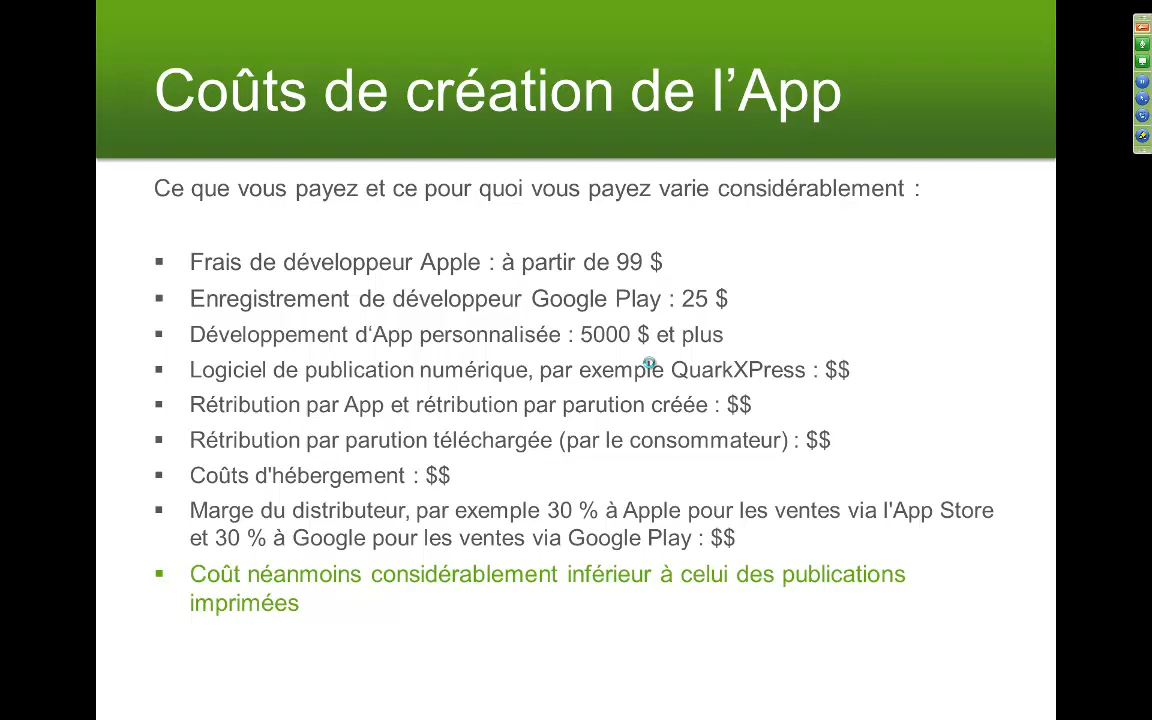 Coûts de création de l’App
Ce que vous payez et ce pour quoi vous payez varie considérablement :
▪ Frais de développeur Apple : à partir de 99 $
▪ Enregistrement de développeur Google Play : 25 $
▪ Développement d‘App personnalisée : 5000 $ et plus
▪ Logiciel de publication numérique, par exemple QuarkXPress : $$
▪ Rétribution par App et rétribution par parution créée : $$
▪ Rétribution par parution téléchargée (par le consommateur) : $$
▪ Coûts d'hébergement : $$
▪ Marge du distributeur, par exemple 30 % à Apple pour les ventes via l'App Store
et 30 % à Google pour les ventes via Google Play : $$
▪ Coût néanmoins considérablement inférieur à celui des publications
imprimées